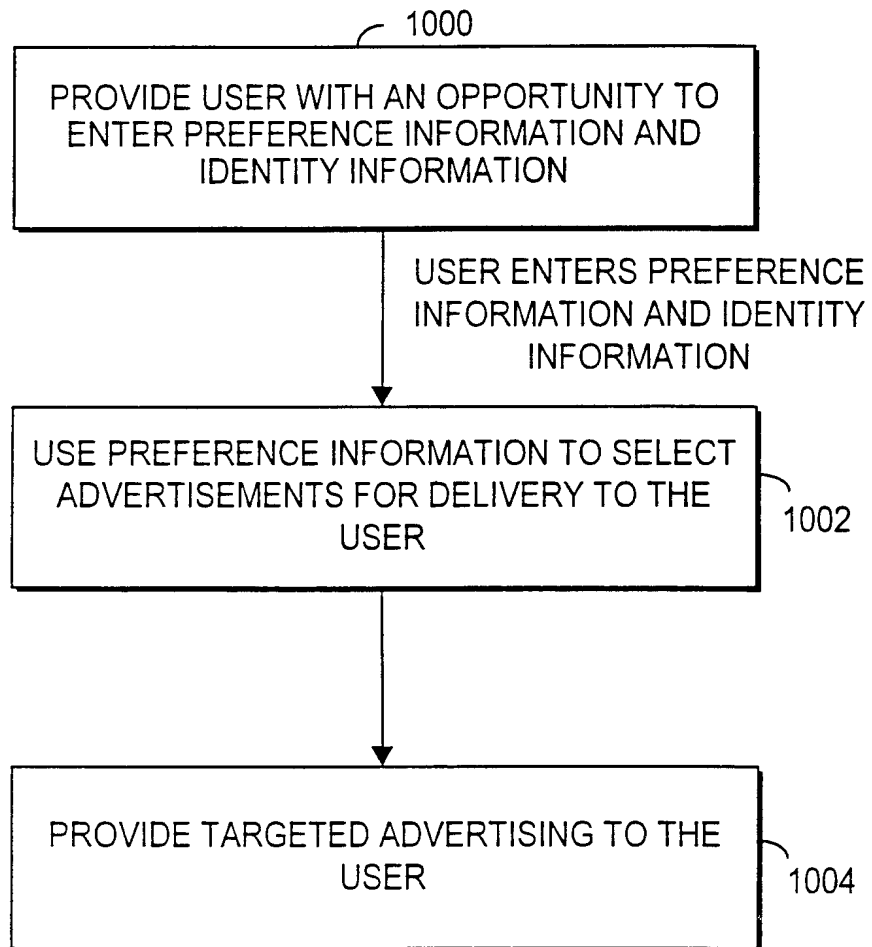 1000
PROVIDE USER WITH AN OPPORTUNITY TO
ENTER PREFERENCE INFORMATION AND
IDENTITY INFORMATION
USER ENTERS PREFERENCE
INFORMATION AND IDENTITY
INFORMATION
USE PREFERENCE INFORMATION TO SELECT
ADVERTISEMENTS FOR DELIVERY TO THE
USER
1002
PROVIDE TARGETED ADVERTISING TO THE
USER
1004